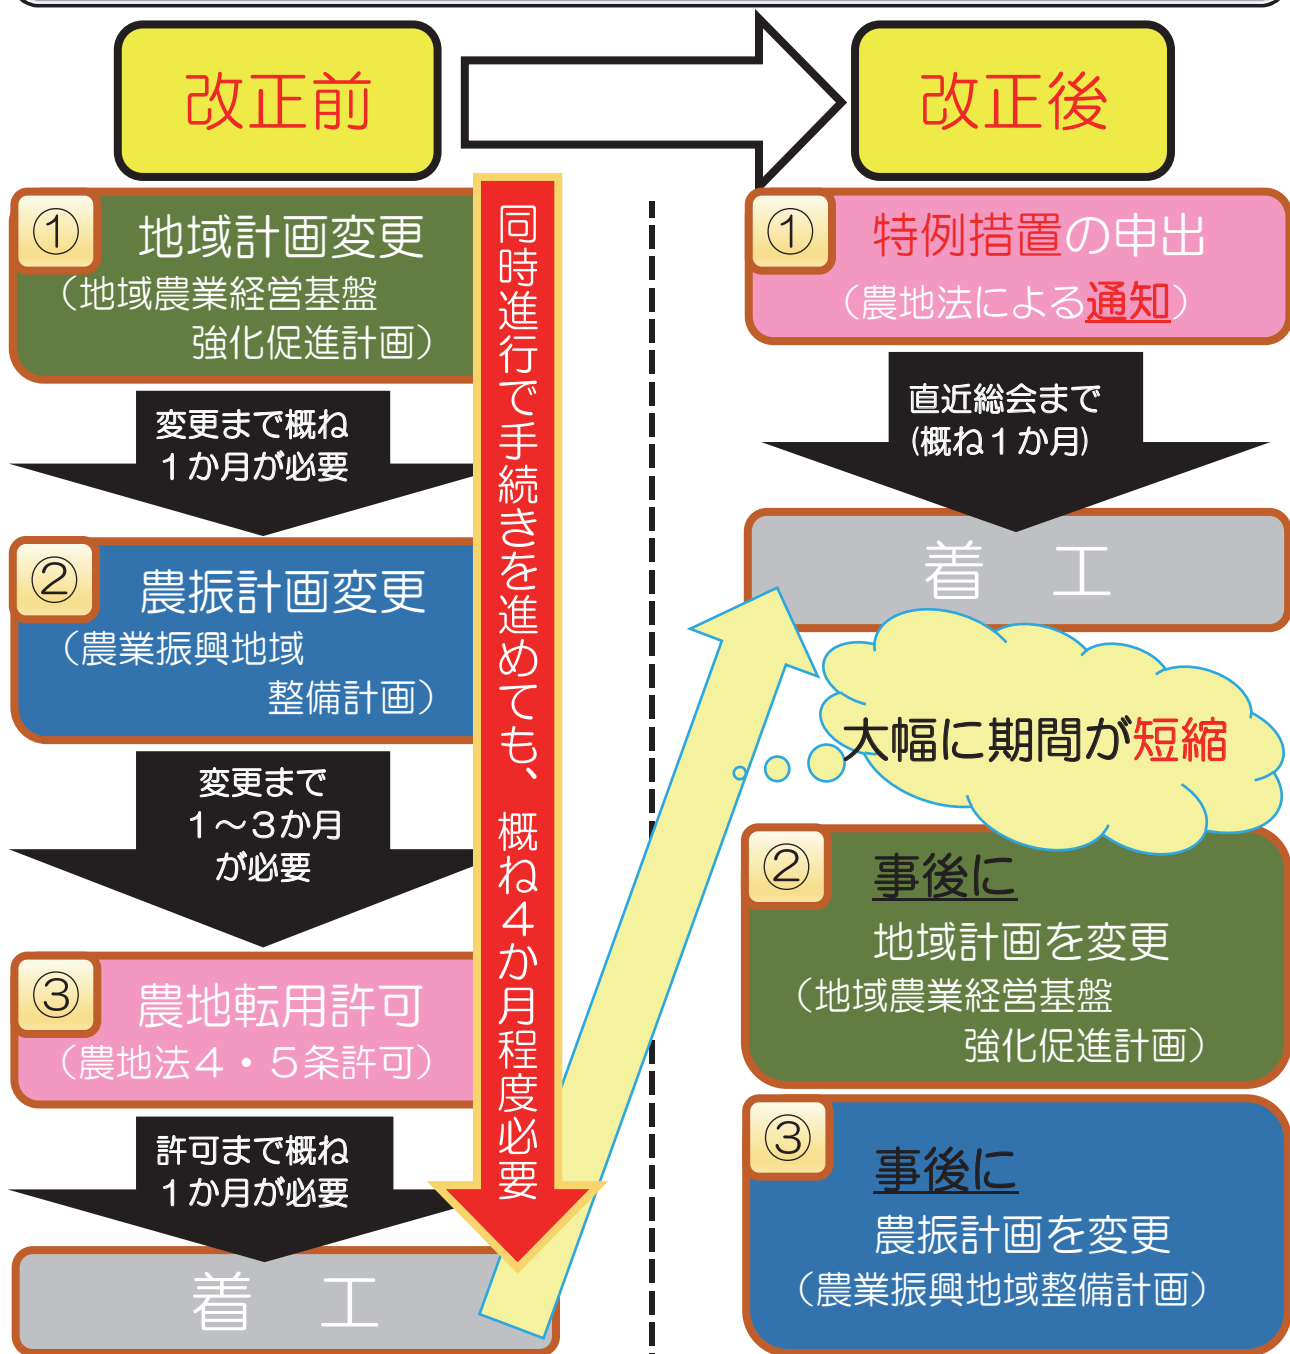 改正前
改正後
①
地域計画変更
（地域農業経営基盤
強化促進計画）
変更まで概ね
１か月が必要
②
農振計画変更
（農業振興地域
整備計画）
変更まで
１～３か月
が必要
③
農地転用許可
（農地法４・５条許可）
許可まで概ね
１か月が必要
着　工
同時進行で手続きを進めても、概ね４か月程度必要
①
特例措置の申出
（農地法による通知）
直近総会まで
(概ね１か月)
着　工
大幅に期間が短縮
②
事後に
地域計画を変更
（地域農業経営基盤
強化促進計画）
③
事後に
農振計画を変更
（農業振興地域整備計画）